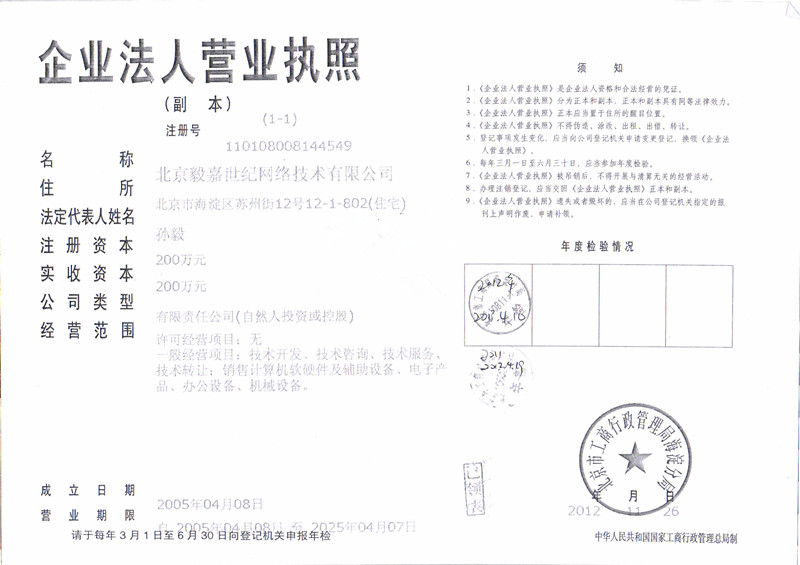 企业法人营业执照
（副 本）
(1-1)
注册号
110108008144549
名 称
北京毅嘉世纪网络技术有限公司
住 所
北京市海淀区苏州街12号12-1-802(住宅)
法定代表人姓名
孙毅
注 册 资 本
200万元
实 收 资 本
200万元
公 司 类 型
有限责任公司(自然人投资或控股)
经 营 范 围
许可经营项目：无
一般经营项目：技术开发、技术咨询、技术服务、
技术转让；销售计算机软硬件及辅助设备、电子产
品、办公设备、机械设备。
成 立 日 期
2005年04月08日
营 业 期 限
自 2005年04月08日 至 2025年04月07日
请于每年3月1日至6月30日向登记机关申报年检
须 知
1．《企业法人营业执照》是企业法人资格和合法经营的凭证。
2．《企业法人营业执照》分为正本和副本，正本和副本具有同等法律效力。
3．《企业法人营业执照》正本应当置于住所的醒目位置。
4．《企业法人营业执照》不得伪造、涂改、出租、出借、转让。
5．登记事项发生变化，应当向公司登记机关申请变更登记，换领《企业法
人营业执照》。
6．每年三月一日至六月三十日，应当参加年度检验。
7．《企业法人营业执照》被吊销后，不得开展与清算无关的经营活动。
8．办理注销登记，应当交回《企业法人营业执照》正本和副本。
9．《企业法人营业执照》遗失或者毁坏的，应当在公司登记机关指定的报
刊上声明作废，申请补领。
年度检验情况
2012.4.19
已领表
北京市工商行政管理局海淀分局
年 月 日
2012 11 26
中华人民共和国国家工商行政管理总局制